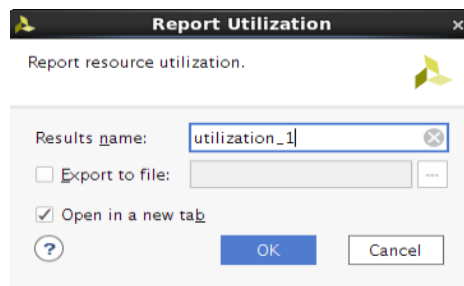 Report Utilization
Report resource utilization.
Results name: utilization_1
Export to file: ...
Open in a new tab
? OK Cancel